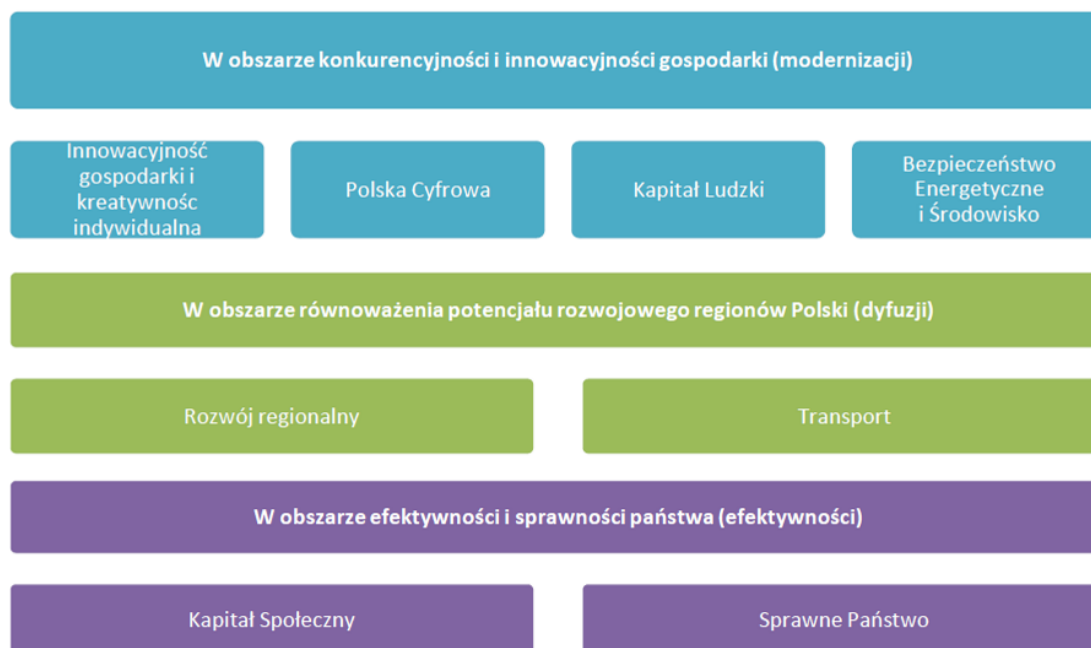 W obszarze konkurencyjności i innowacyjności gospodarki (modernizacji)
Innowacyjność
gospodarki i
kreatywnośc
indywidualna
Polska Cyfrowa
Kapitał Ludzki
Bezpieczeństwo
Energetyczne
i Środowisko
W obszarze równoważenia potencjału rozwojowego regionów Polski (dyfuzji)
Rozwój regionalny
Transport
W obszarze efektywności i sprawności państwa (efektywności)
Kapitał Społeczny
Sprawne Państwo